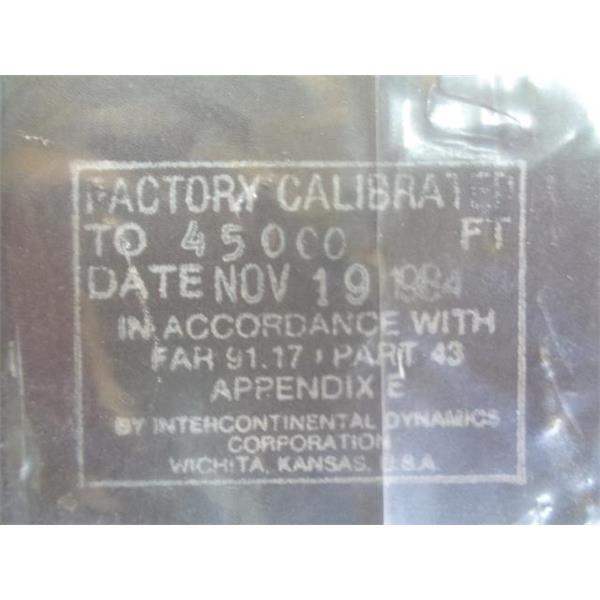 FACTORY CALIBRATED
TO 45000 FT
DATE NOV 19 1984
IN ACCORDANCE WITH
FAR 91.171 PART 43
APPENDIX E
BY INTERCONTINENTAL DYNAMICS
CORPORATION
WICHITA, KANSAS, U.S.A.